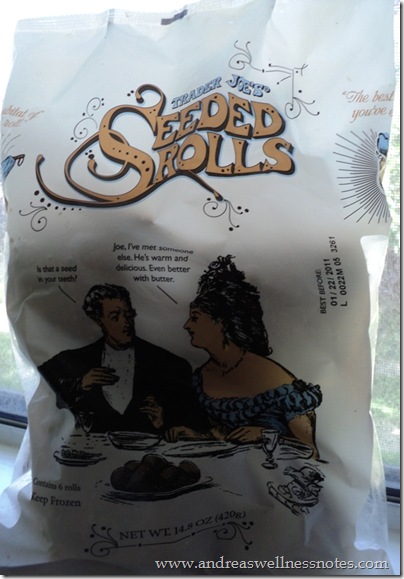 TRADER JOE'S
SEEDED
ROLLS
"The best
you've
Joe, I've met someone
else. He's warm and
delicious. Even better
with butter.
Is that a seed
in your teeth?
BEST BEFORE:
01/22/2011
L 0022M 05 3261
Contains 6 rolls
Keep Frozen
NET WT. 14.8 OZ (420g)
www.andreaswellnessnotes.com